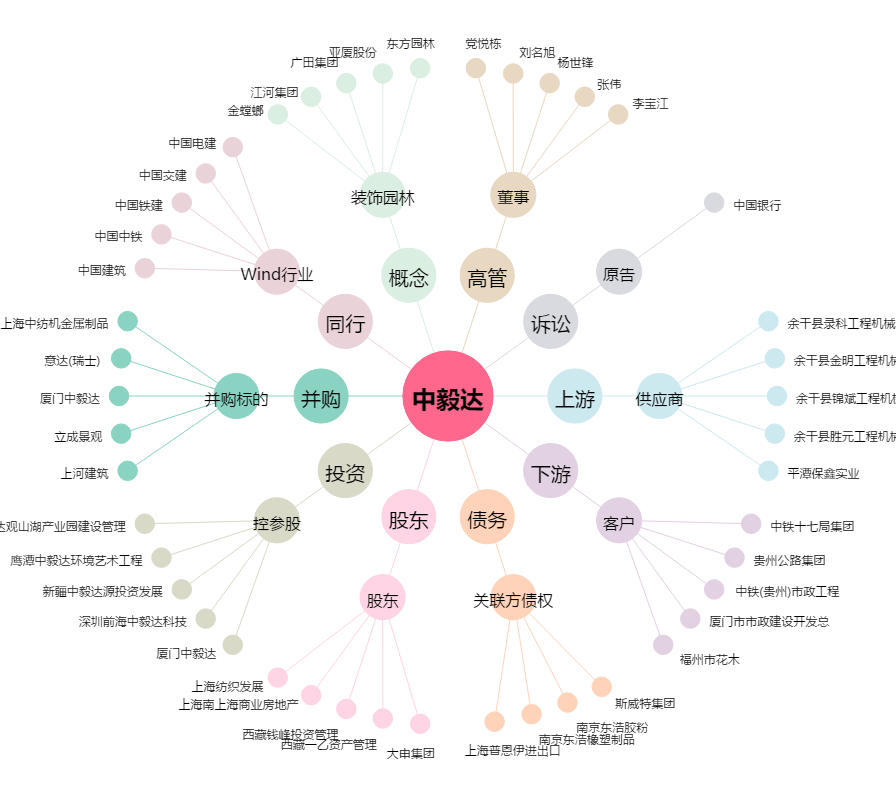 东方园林
党悦栋
亚厦股份
刘名旭
广田集团
杨世锋
江河集团
张伟
金螳螂
李宝江
中国电建
中国交建
装饰园林
董事
中国铁建
中国银行
中国中铁
中国建筑
Wind行业
概念
高管
原告
同行
诉讼
上海中纺机金属制品
余干县录科工程机械
意达(瑞士)
余干县金明工程机械
厦门中毅达
并购标的
并购
中毅达
上游
供应商
余干县锦斌工程机械
立成景观
余干县胜元工程机械
上河建筑
投资
下游
平潭保鑫实业
达观山湖产业园建设管理
控参股
股东
债务
客户
中铁十七局集团
鹰潭中毅达环境艺术工程
贵州公路集团
新疆中毅达源投资发展
中铁(贵州)市政工程
股东
关联方债权
深圳前海中毅达科技
厦门市市政建设开发总
厦门中毅达
福州市花木
上海纺织发展
上海南上海商业房地产
斯威特集团
西藏钱峰投资管理
南京东浩胶粉
西藏一乙资产管理
南京东浩橡塑制品
大申集团
上海普恩伊进出口